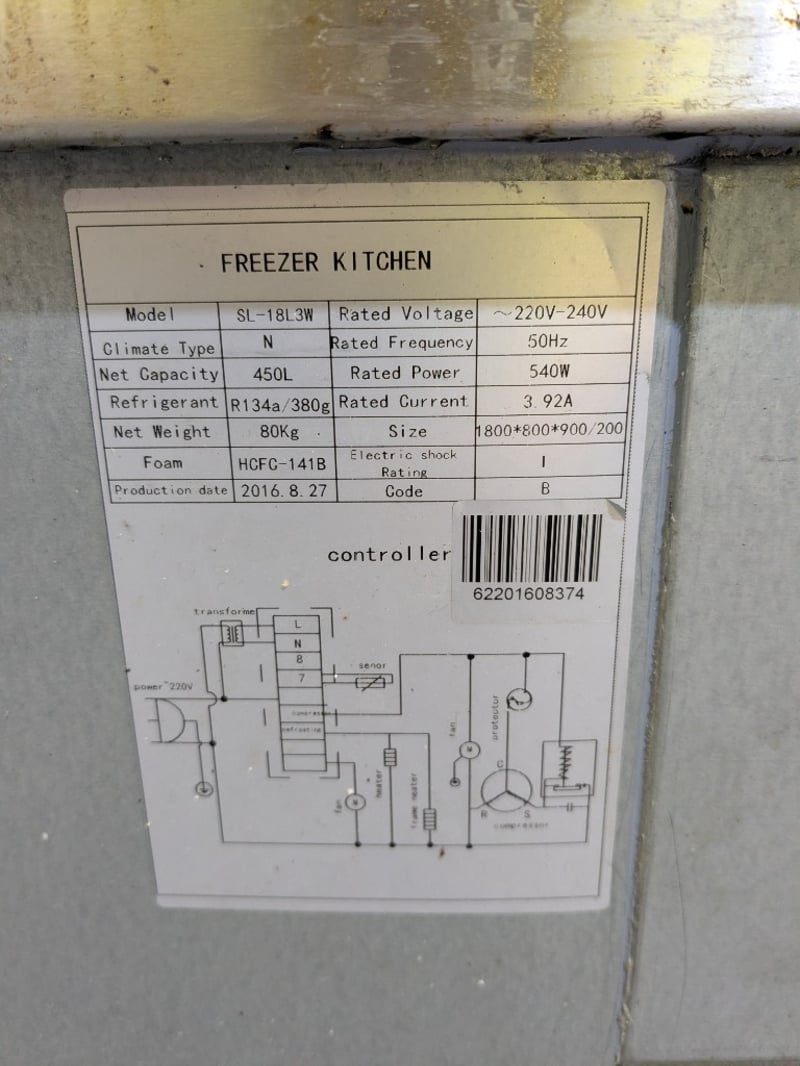 FREEZER KITCHEN
Model SL-18L3W Rated Voltage ～220V-240V
Climate Type N Rated Frequency 50Hz
Net Capacity 450L Rated Power 540W
Refrigerant R134a/380g Rated Current 3.92A
Net Weight 80Kg Size 1800*800*900/200
Foam HCFC-141B Electric shock Rating I
Production date 2016.8.27 Code B
controller
62201608374
transforme
L
N
8
7
senor
power~220V
compress
defrosting
fan
heater
frame heater
fan
protector
C
R
S
compressor